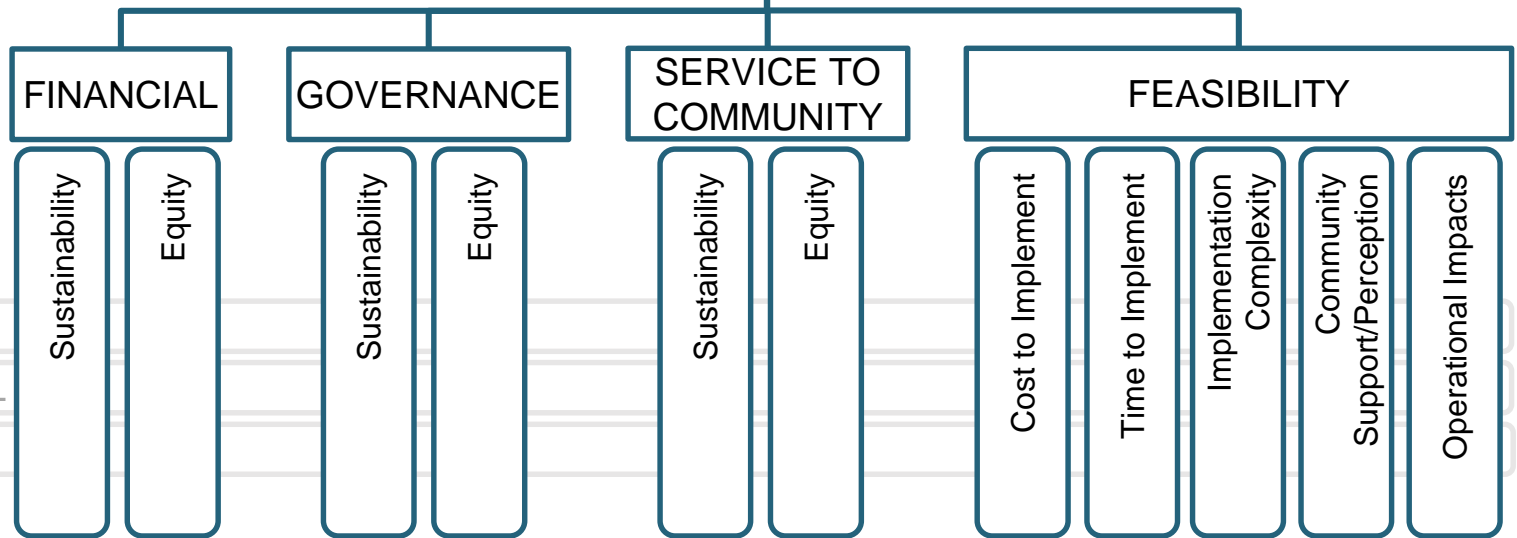 FINANCIAL
GOVERNANCE
SERVICE TO
COMMUNITY
FEASIBILITY
Sustainability
Equity
Sustainability
Equity
Sustainability
Equity
Cost to Implement
Time to Implement
Implementation
Complexity
Community
Support/Perception
Operational Impacts